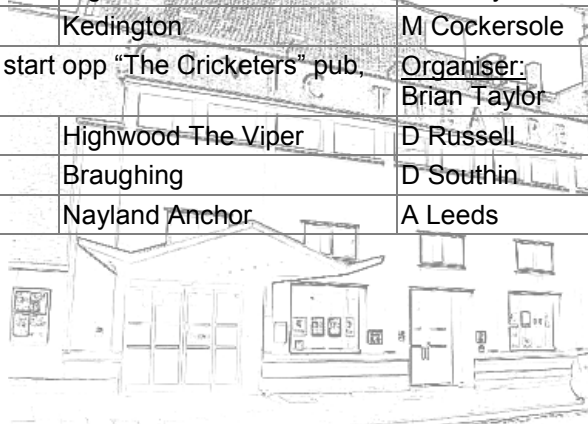 Kedington M Cockersole
start opp “The Cricketers” pub, Organiser:
Brian Taylor
Highwood The Viper D Russell
Braughing D Southin
Nayland Anchor A Leeds